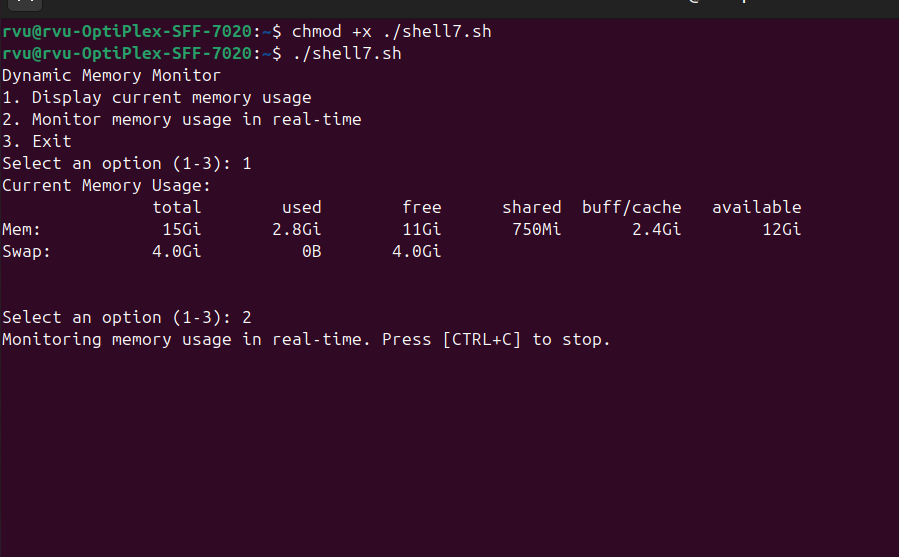 rvu@rvu-OptiPlex-SFF-7020:~$ chmod +x ./shell7.sh
rvu@rvu-OptiPlex-SFF-7020:~$ ./shell7.sh
Dynamic Memory Monitor
1. Display current memory usage
2. Monitor memory usage in real-time
3. Exit
Select an option (1-3): 1
Current Memory Usage:
               total        used        free      shared  buff/cache   available
Mem:            15Gi       2.8Gi        11Gi       750Mi       2.4Gi        12Gi
Swap:          4.0Gi          0B       4.0Gi
Select an option (1-3): 2
Monitoring memory usage in real-time. Press [CTRL+C] to stop.